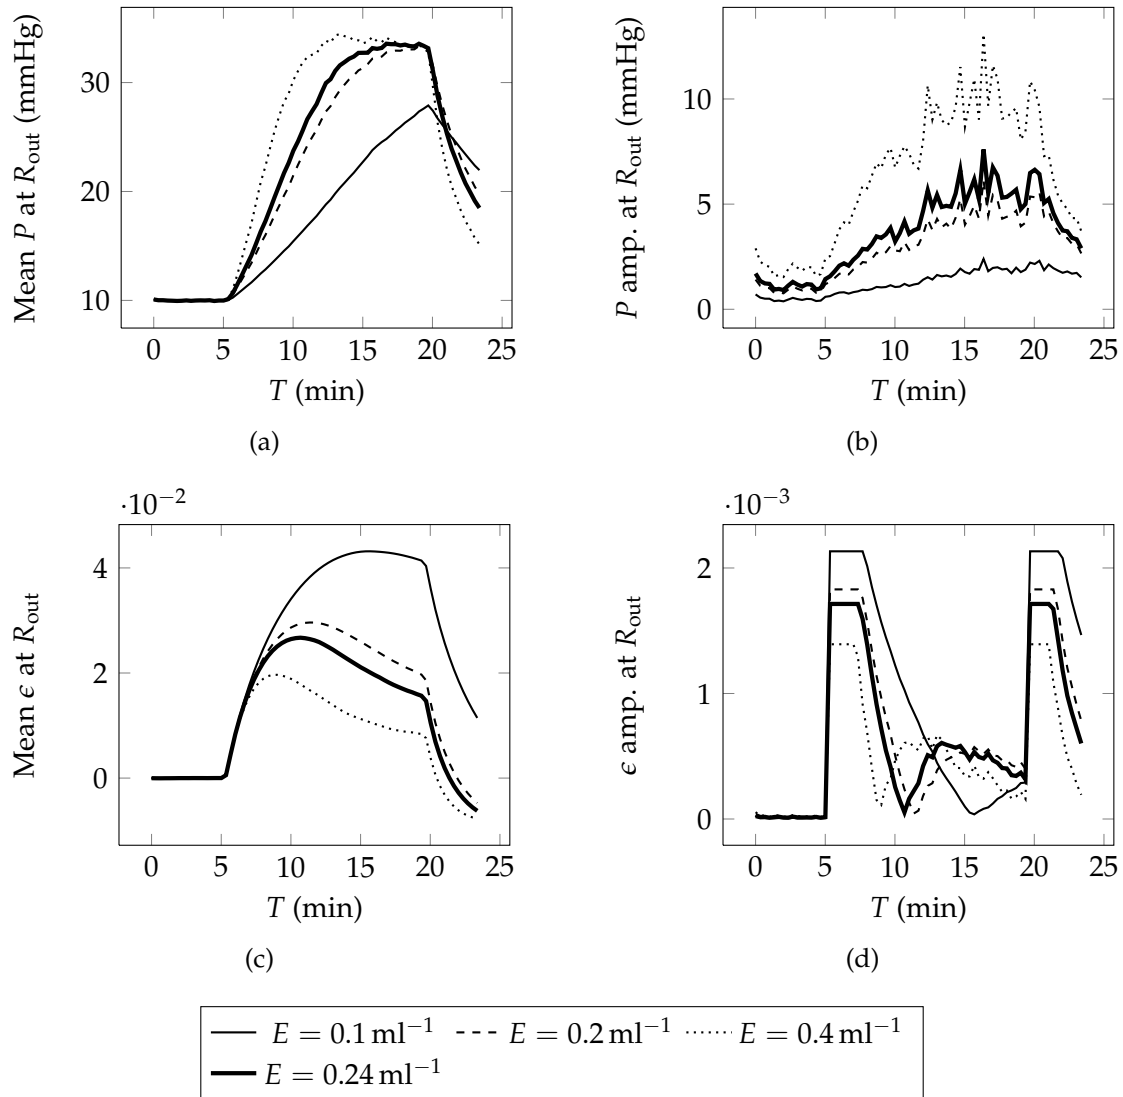 Mean P at R_out (mmHg)
30
20
10
0 5 10 15 20 25
T (min)
(a)
P amp. at R_out (mmHg)
10
5
0
0 5 10 15 20 25
T (min)
(b)
·10⁻²
Mean ϵ at R_out
4
2
0
0 5 10 15 20 25
T (min)
(c)
·10⁻³
ϵ amp. at R_out
2
1
0
0 5 10 15 20 25
T (min)
(d)
E = 0.1 ml⁻¹ E = 0.2 ml⁻¹ E = 0.4 ml⁻¹
E = 0.24 ml⁻¹